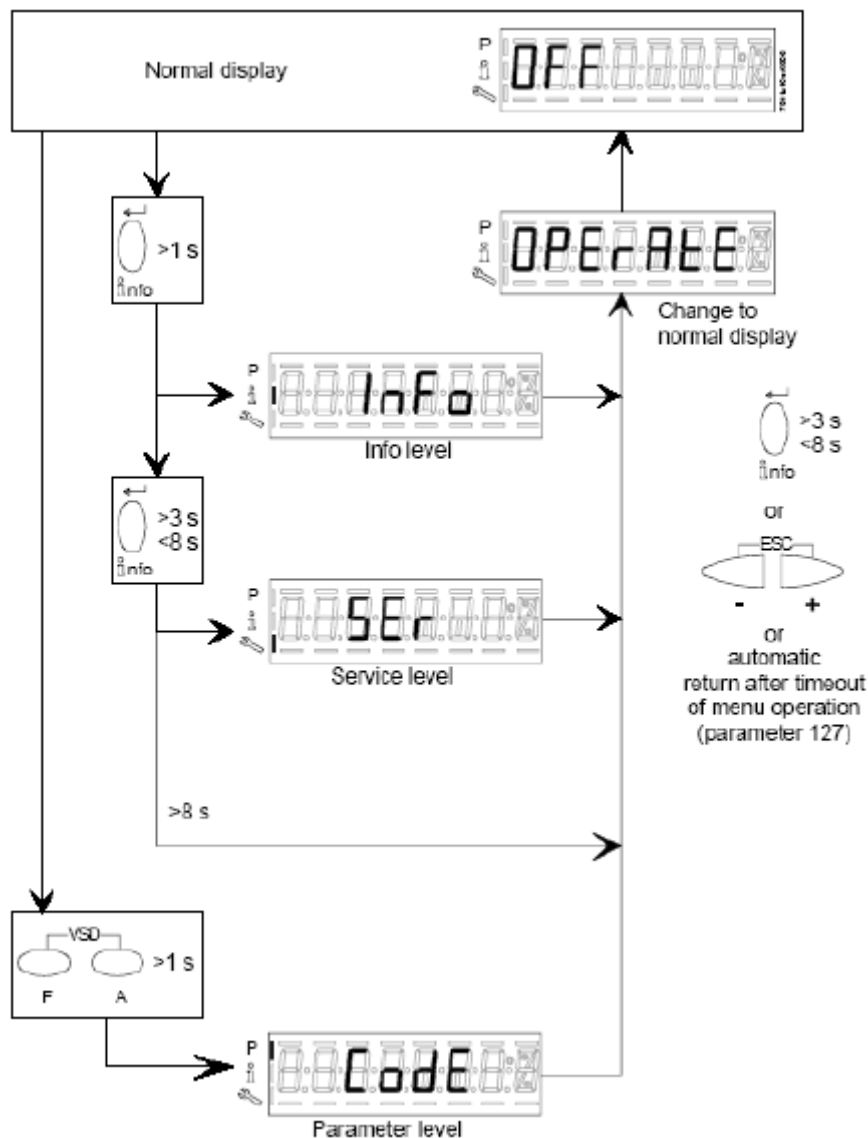 Normal display
P
OFF
>1 s
info
P
OPErAtE
Change to
normal display
P
InFo
Info level
>3 s
<8 s
info
>3 s
<8 s
info
or
ESC
- +
or
automatic
return after timeout
of menu operation
(parameter 127)
P
SEr
Service level
>8 s
VSD
>1 s
F A
P
CodE
Parameter level